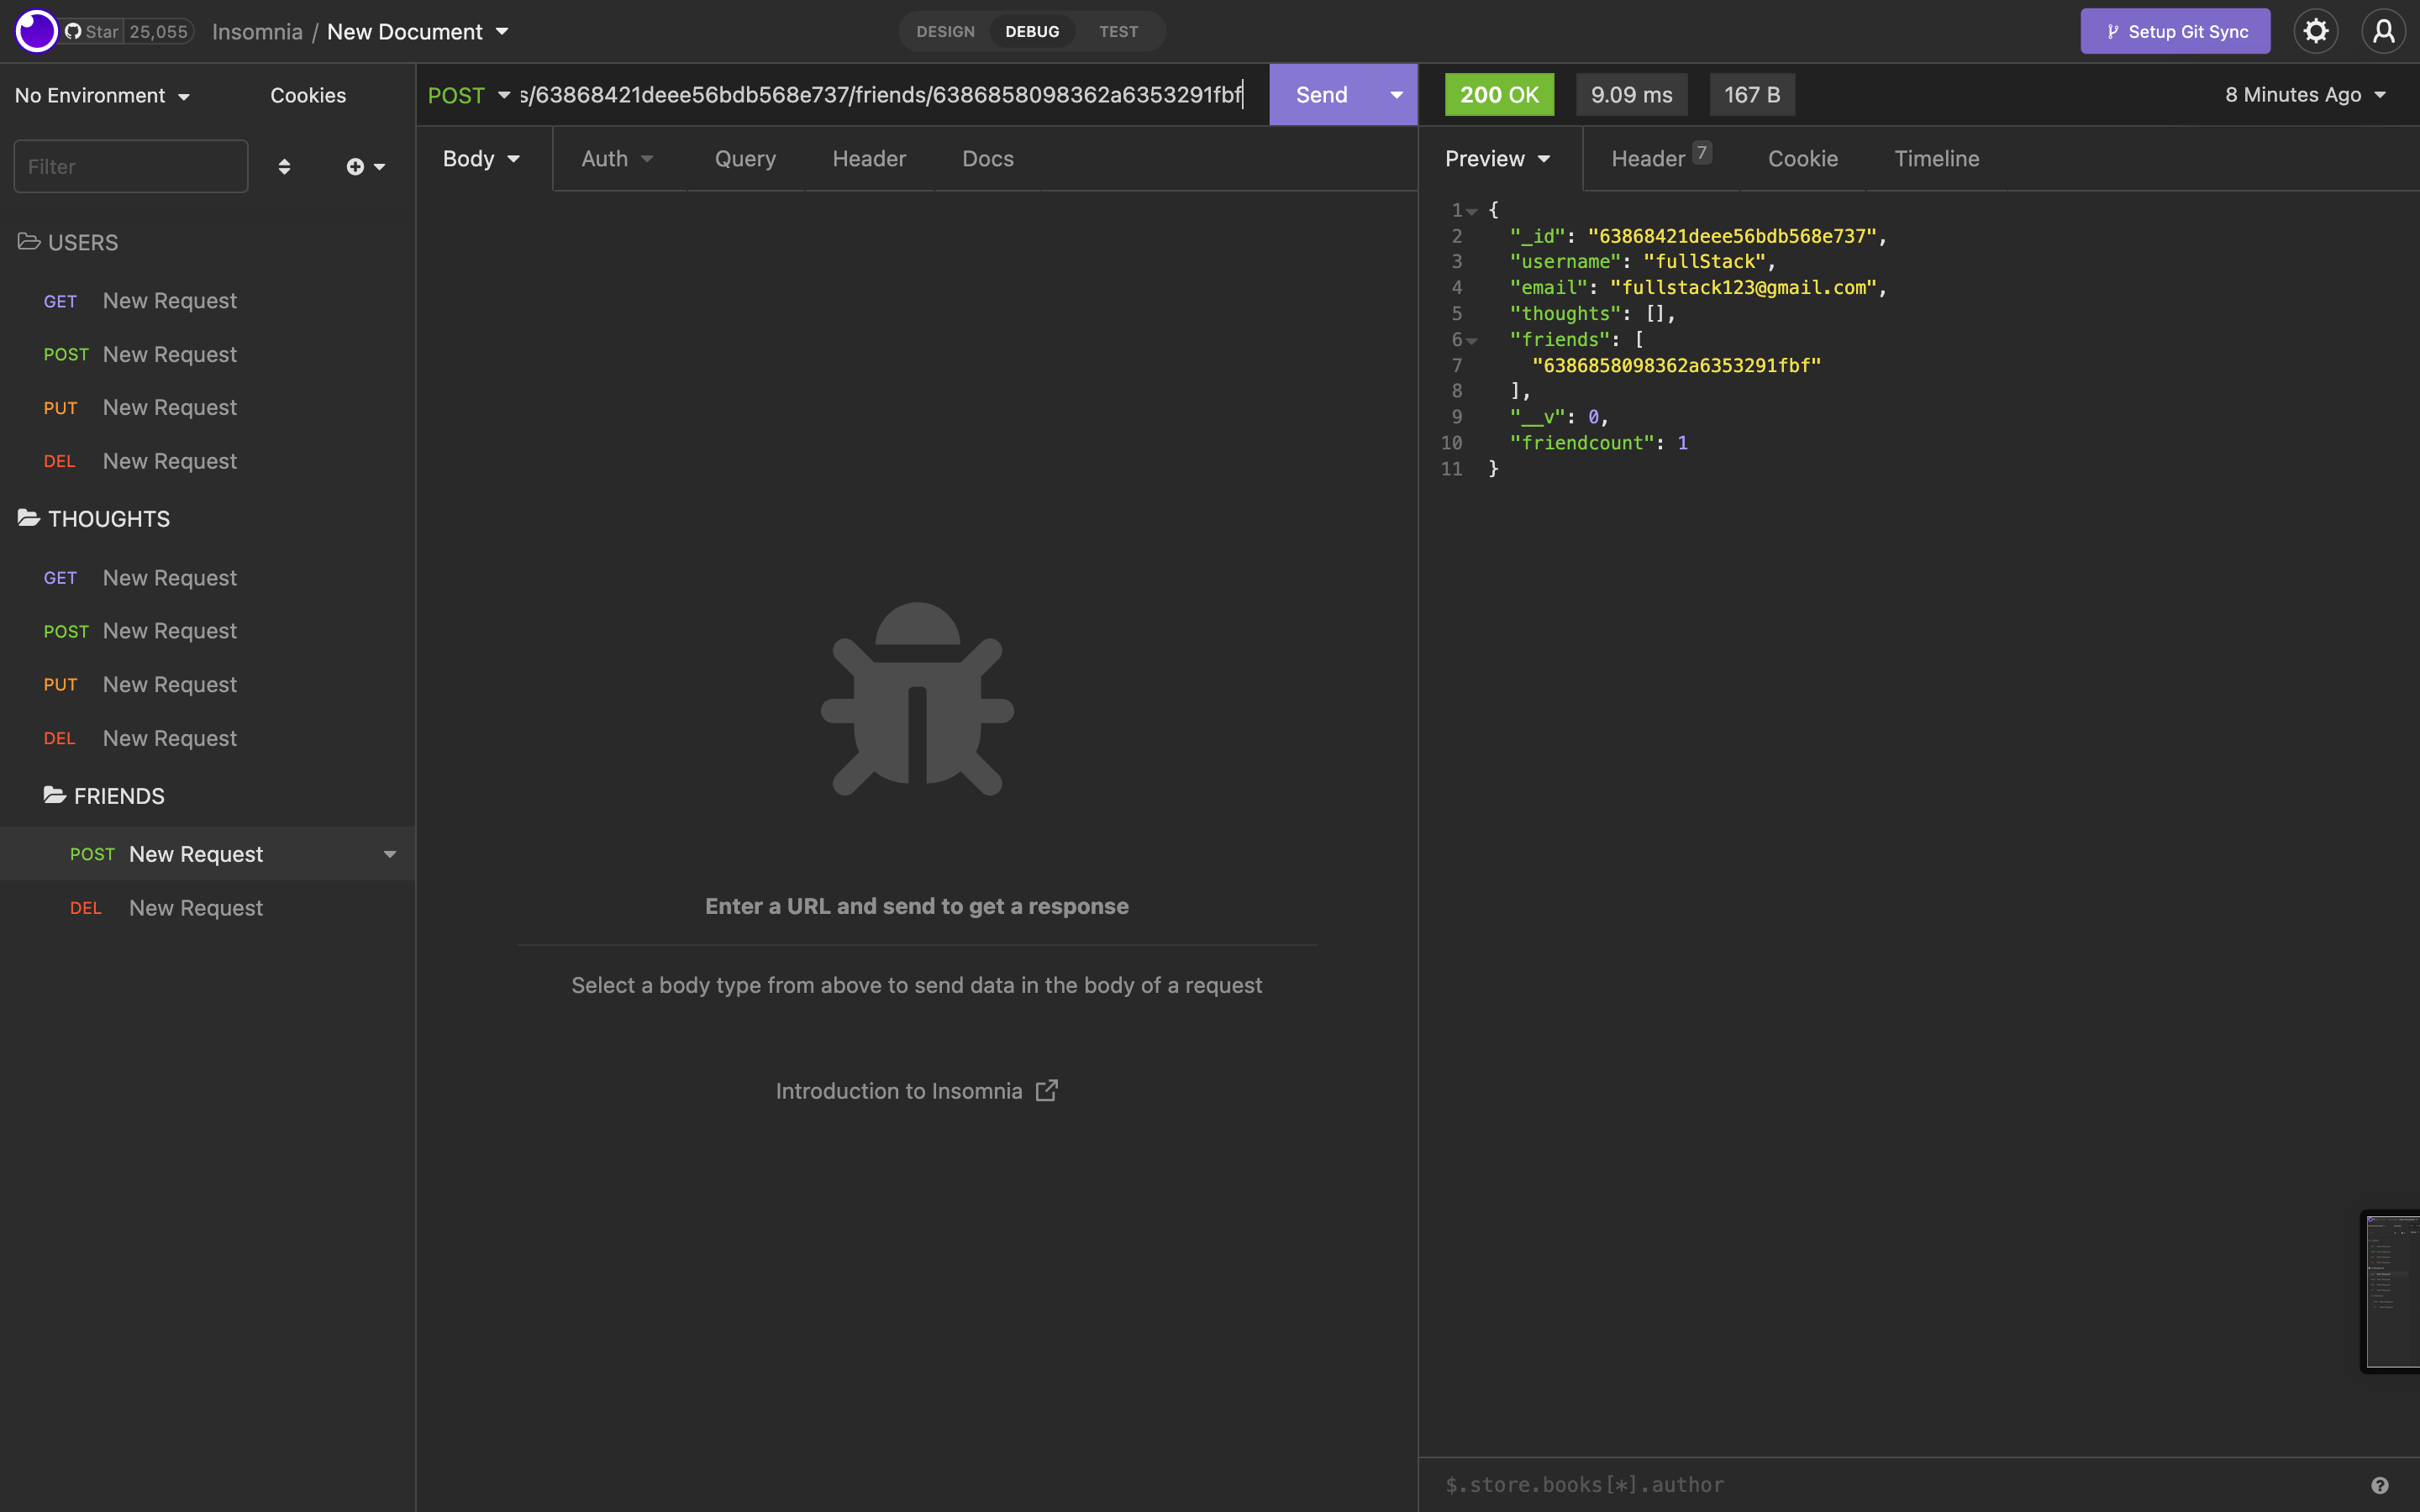 Star 25,055 Insomnia / New Document
DESIGN DEBUG TEST
Setup Git Sync
No Environment Cookies
POST s/63868421deee56bdb568e737/friends/6386858098362a6353291fbf Send
200 OK 9.09 ms 167 B 8 Minutes Ago
Filter
Body Auth Query Header Docs
Preview Header 7 Cookie Timeline
USERS
GET New Request
POST New Request
PUT New Request
DEL New Request
THOUGHTS
GET New Request
POST New Request
PUT New Request
DEL New Request
FRIENDS
POST New Request
DEL New Request
Enter a URL and send to get a response
Select a body type from above to send data in the body of a request
Introduction to Insomnia
1 {
2 "_id": "63868421deee56bdb568e737",
3 "username": "fullStack",
4 "email": "fullstack123@gmail.com",
5 "thoughts": [],
6 "friends": [
7 "6386858098362a6353291fbf"
8 ],
9 "__v": 0,
10 "friendcount": 1
11 }
$.store.books[*].author